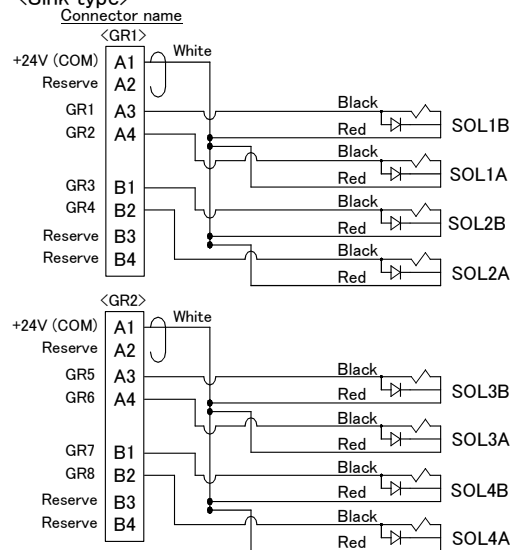 <Sink type>
Connector name
<GR1>
White
+24V (COM) A1
Reserve A2
GR1 A3 Black
Red SOL1B
GR2 A4 Black
Red SOL1A
GR3 B1 Black
Red SOL2B
GR4 B2 Black
Reserve B3 Red SOL2A
Reserve B4
<GR2>
White
+24V (COM) A1
Reserve A2
GR5 A3 Black
Red SOL3B
GR6 A4 Black
Red SOL3A
GR7 B1 Black
Red SOL4B
GR8 B2 Black
Reserve B3 Red SOL4A
Reserve B4